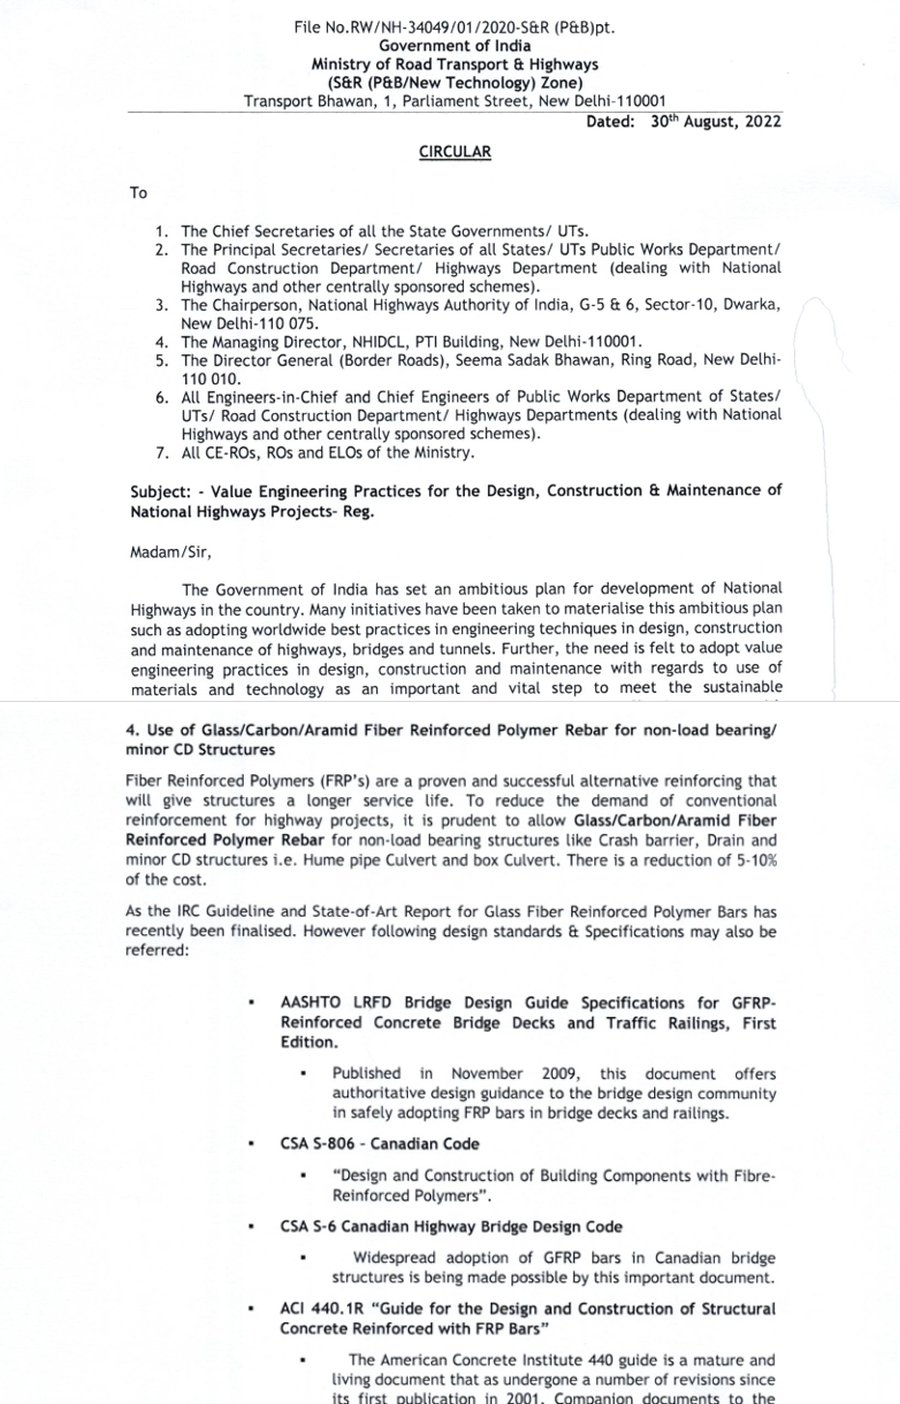 File No.RW/NH-34049/01/2020-S&R (P&B)pt.
Government of India
Ministry of Road Transport & Highways
(S&R (P&B/New Technology) Zone)
Transport Bhawan, 1, Parliament Street, New Delhi-110001
Dated: 30th August, 2022
CIRCULAR
To
1. The Chief Secretaries of all the State Governments/ UTs.
2. The Principal Secretaries/ Secretaries of all States/ UTs Public Works Department/
Road Construction Department/ Highways Department (dealing with National
Highways and other centrally sponsored schemes).
3. The Chairperson, National Highways Authority of India, G-5 & 6, Sector-10, Dwarka,
New Delhi-110 075.
4. The Managing Director, NHIDCL, PTI Building, New Delhi-110001.
5. The Director General (Border Roads), Seema Sadak Bhawan, Ring Road, New Delhi-
110 010.
6. All Engineers-in-Chief and Chief Engineers of Public Works Department of States/
UTs/ Road Construction Department/ Highways Departments (dealing with National
Highways and other centrally sponsored schemes).
7. All CE-ROs, ROs and ELOs of the Ministry.
Subject: - Value Engineering Practices for the Design, Construction & Maintenance of
National Highways Projects- Reg.
Madam/Sir,
The Government of India has set an ambitious plan for development of National
Highways in the country. Many initiatives have been taken to materialise this ambitious plan
such as adopting worldwide best practices in engineering techniques in design, construction
and maintenance of highways, bridges and tunnels. Further, the need is felt to adopt value
engineering practices in design, construction and maintenance with regards to use of
materials and technology as an important and vital step to meet the sustainable
4. Use of Glass/Carbon/Aramid Fiber Reinforced Polymer Rebar for non-load bearing/
minor CD Structures
Fiber Reinforced Polymers (FRP's) are a proven and successful alternative reinforcing that
will give structures a longer service life. To reduce the demand of conventional
reinforcement for highway projects, it is prudent to allow Glass/Carbon/Aramid Fiber
Reinforced Polymer Rebar for non-load bearing structures like Crash barrier, Drain and
minor CD structures i.e. Hume pipe Culvert and box Culvert. There is a reduction of 5-10%
of the cost.
As the IRC Guideline and State-of-Art Report for Glass Fiber Reinforced Polymer Bars has
recently been finalised. However following design standards & Specifications may also be
referred:
▪ AASHTO LRFD Bridge Design Guide Specifications for GFRP-
Reinforced Concrete Bridge Decks and Traffic Railings, First
Edition.
▪ Published in November 2009, this document offers
authoritative design guidance to the bridge design community
in safely adopting FRP bars in bridge decks and railings.
▪ CSA S-806 - Canadian Code
▪ "Design and Construction of Building Components with Fibre-
Reinforced Polymers".
▪ CSA S-6 Canadian Highway Bridge Design Code
▪ Widespread adoption of GFRP bars in Canadian bridge
structures is being made possible by this important document.
▪ ACI 440.1R "Guide for the Design and Construction of Structural
Concrete Reinforced with FRP Bars"
▪ The American Concrete Institute 440 guide is a mature and
living document that as undergone a number of revisions since
its first publication in 2001. Companion documents to the